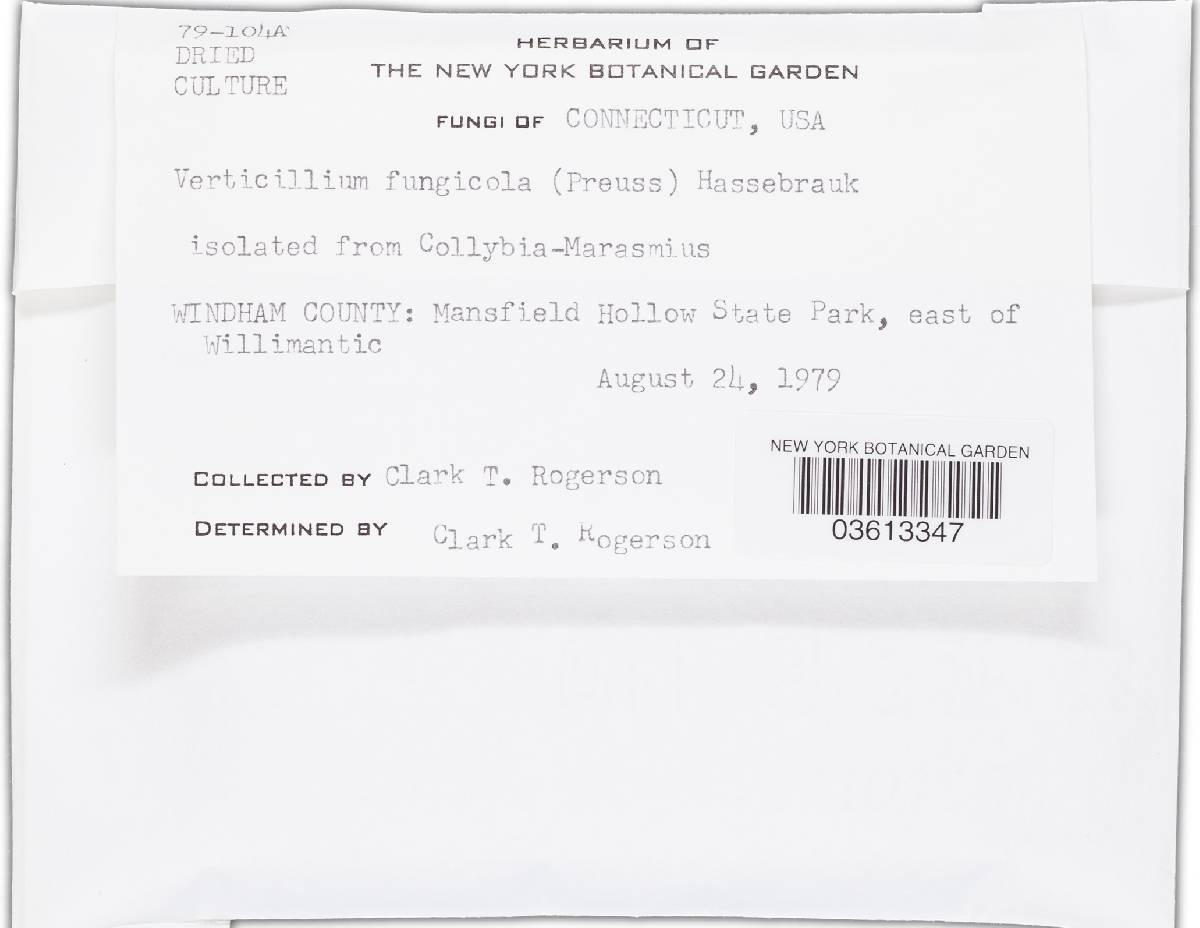 79-104A
DRIED
CULTURE
HERBARIUM OF
THE NEW YORK BOTANICAL GARDEN
FUNGI OF CONNECTICUT, USA
Verticillium fungicola (Preuss) Hassebrauk
isolated from Collybia-Marasmius
WINDHAM COUNTY: Mansfield Hollow State Park, east of
Willimantic
August 24, 1979
COLLECTED BY Clark T. Rogerson
DETERMINED BY Clark T. Rogerson
NEW YORK BOTANICAL GARDEN
03613347